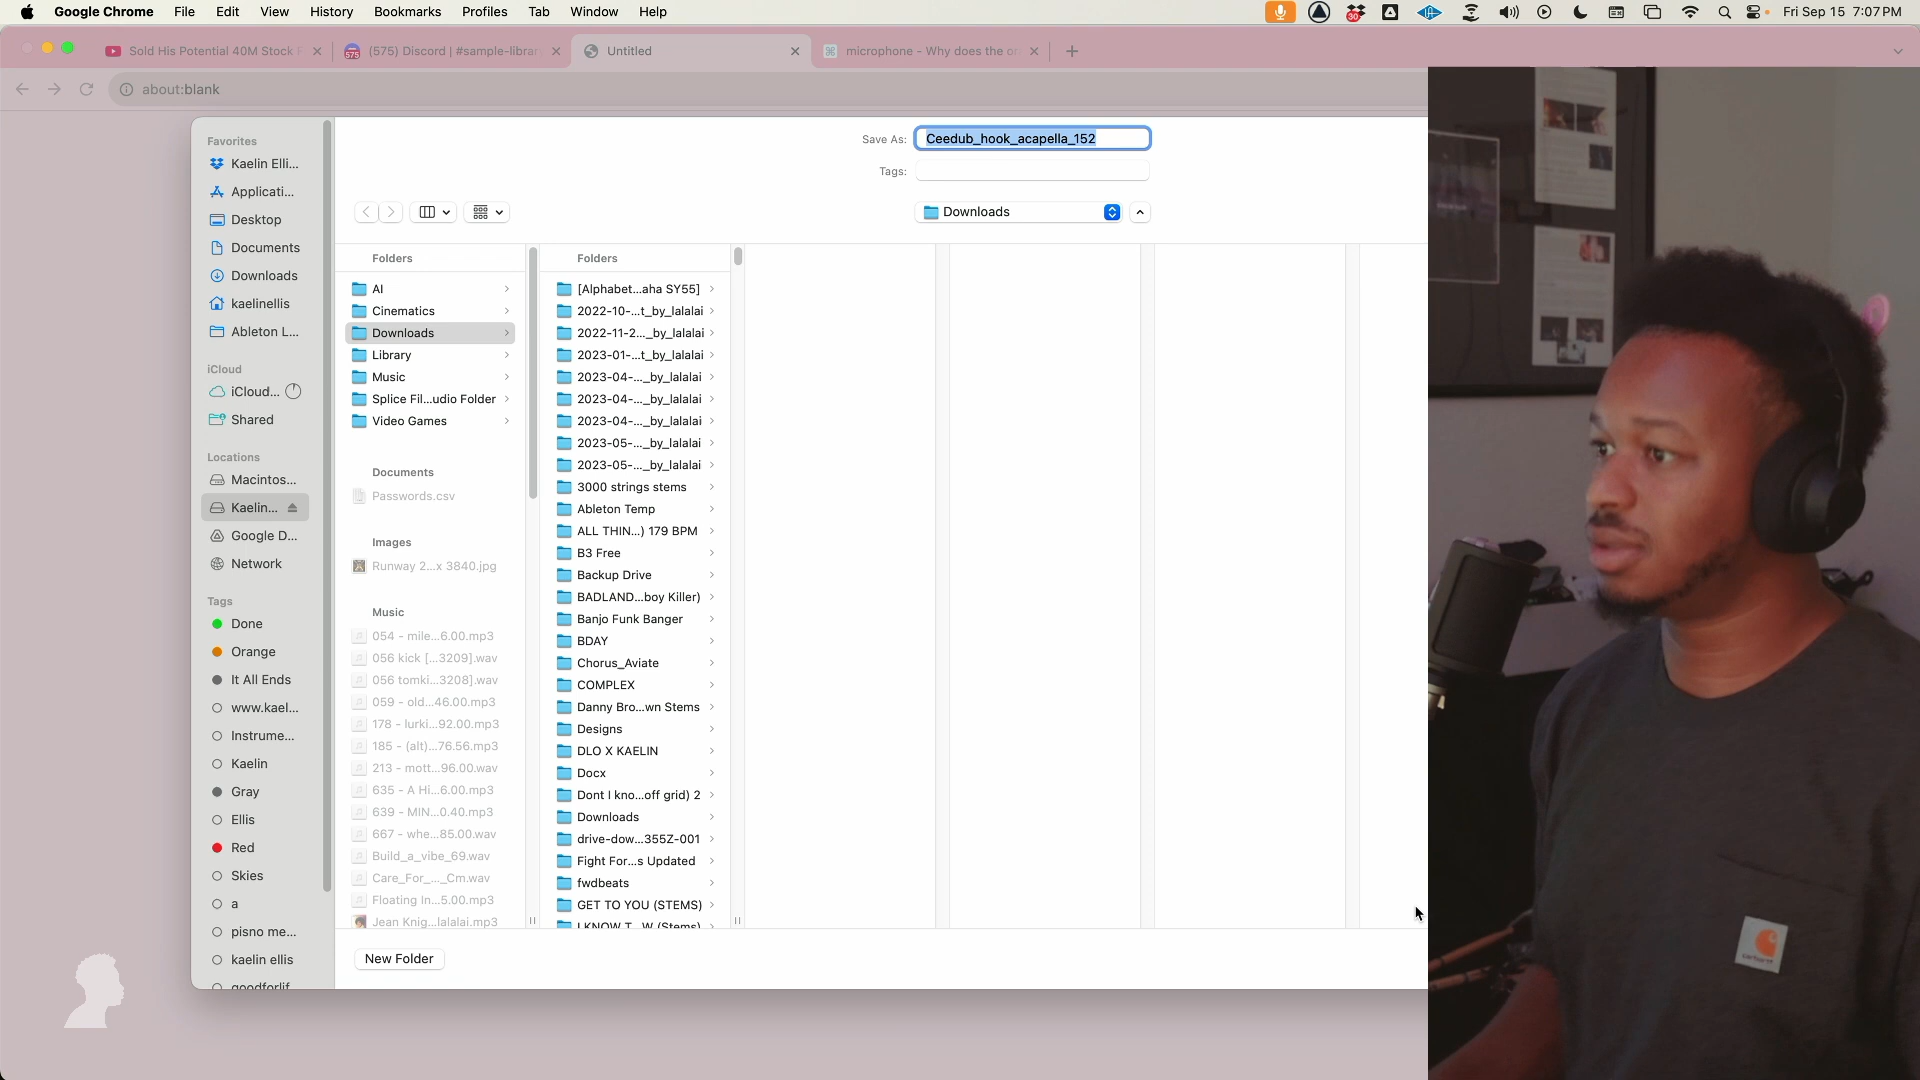 Google Chrome File Edit View History Bookmarks Profiles Tab Window Help
30
Fri Sep 15 7:07 PM
Sold His Potential 40M Stock
(575) Discord | #sample-librar
Untitled
microphone - Why does the or
about:blank
Save As: Ceedub_hook_acapella_152
Tags:
Downloads
Favorites
Kaelin Elli...
Applicati...
Desktop
Documents
Downloads
kaelinellis
Ableton L...
iCloud
iCloud...
Shared
Locations
Macintos...
Kaelin...
Google D...
Network
Tags
Done
Orange
It All Ends
www.kael...
Instrume...
Kaelin
Gray
Ellis
Red
Skies
a
pisno me...
kaelin ellis
goodforlif
Folders
AI
Cinematics
Downloads
Library
Music
Splice Fil...udio Folder
Video Games
Documents
Passwords.csv
Images
Runway 2...x 3840.jpg
Music
054 - mile...6.00.mp3
056 kick [...3209].wav
056 tomki...3208].wav
059 - old...46.00.mp3
178 - lurki...92.00.mp3
185 - (alt)...76.56.mp3
213 - mott...96.00.wav
635 - A Hi...6.00.mp3
639 - MIN...0.40.mp3
667 - whe...85.00.wav
Build_a_vibe_69.wav
Care_For_..._Cm.wav
Floating In...5.00.mp3
Jean Knig...lalalai.mp3
Folders
[Alphabet...aha SY55]
2022-10-...t_by_lalalai
2022-11-2..._by_lalalai
2023-01-...t_by_lalalai
2023-04-..._by_lalalai
2023-04-..._by_lalalai
2023-04-..._by_lalalai
2023-05-..._by_lalalai
2023-05-..._by_lalalai
3000 strings stems
Ableton Temp
ALL THIN...) 179 BPM
B3 Free
Backup Drive
BADLAND...boy Killer)
Banjo Funk Banger
BDAY
Chorus_Aviate
COMPLEX
Danny Bro...wn Stems
Designs
DLO X KAELIN
Docx
Dont I kno...off grid) 2
Downloads
drive-dow...355Z-001
Fight For...s Updated
fwdbeats
GET TO YOU (STEMS)
I KNOW T...W (Stems)
New Folder
carhartt